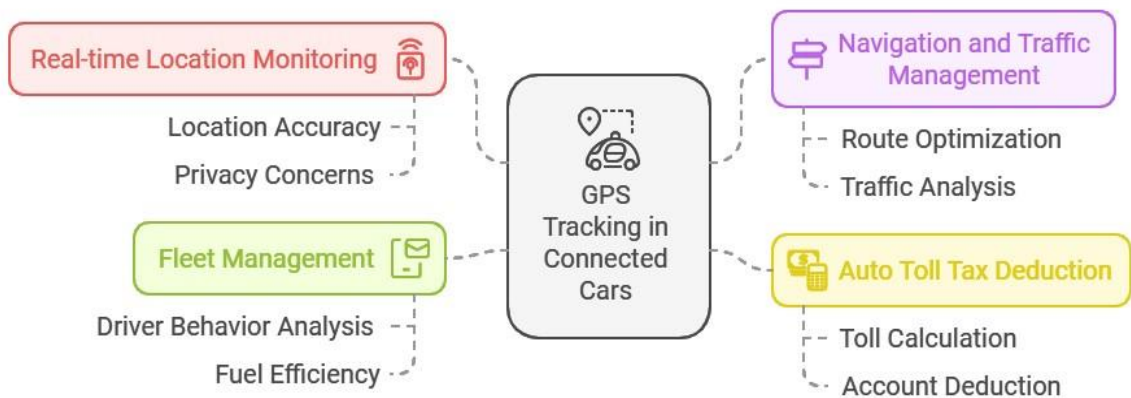 Real-time Location Monitoring
Location Accuracy
Privacy Concerns
Fleet Management
Driver Behavior Analysis
Fuel Efficiency
GPS
Tracking in
Connected
Cars
Navigation and Traffic
Management
Route Optimization
Traffic Analysis
Auto Toll Tax Deduction
Toll Calculation
Account Deduction